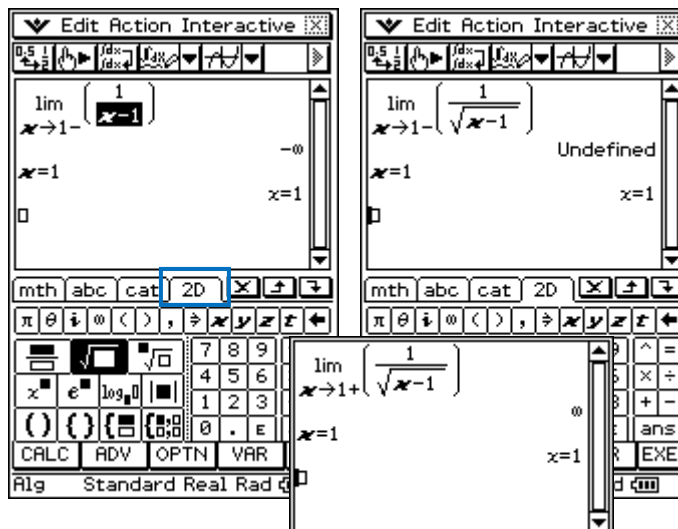 Edit Action Interactive
lim x→1- ( 1 / x-1 )
-∞
x=1
x=1
mth abc cat 2D
π θ i ∞ ( ) , ⇒ x y z t ←
√□ ⁿ√□ 7 8 9
x■ e■ log■□ |■| 4 5 6
1 2 3
() {} 0 . E
CALC ADV OPTN VAR
Alg Standard Real Rad
Edit Action Interactive
lim x→1- ( 1 / √x-1 )
Undefined
x=1
x=1
mth abc cat 2D
π θ i ∞ ( ) , ⇒ x y z t ←
^ =
× ÷
+ -
ans
EXE
lim x→1+ ( 1 / √x-1 )
∞
x=1
x=1